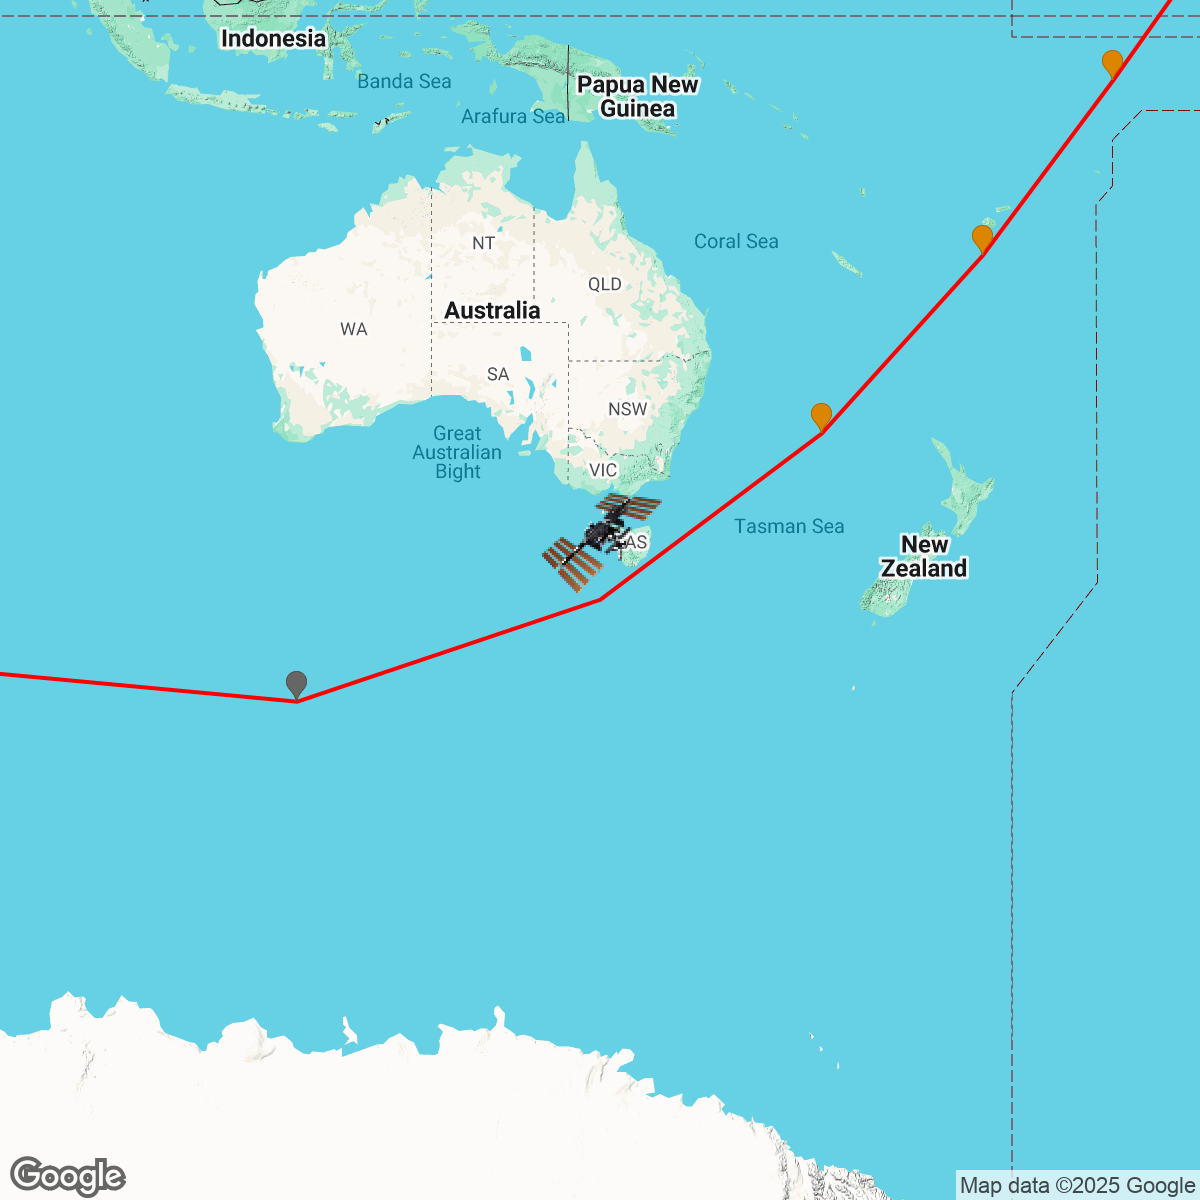 Indonesia
Banda Sea
Papua New
Guinea
Arafura Sea
Coral Sea
NT
QLD
Australia
WA
SA
NSW
Great
Australian
Bight
VIC
Tasman Sea
AS
New
Zealand
Google
Map data ©2025 Google